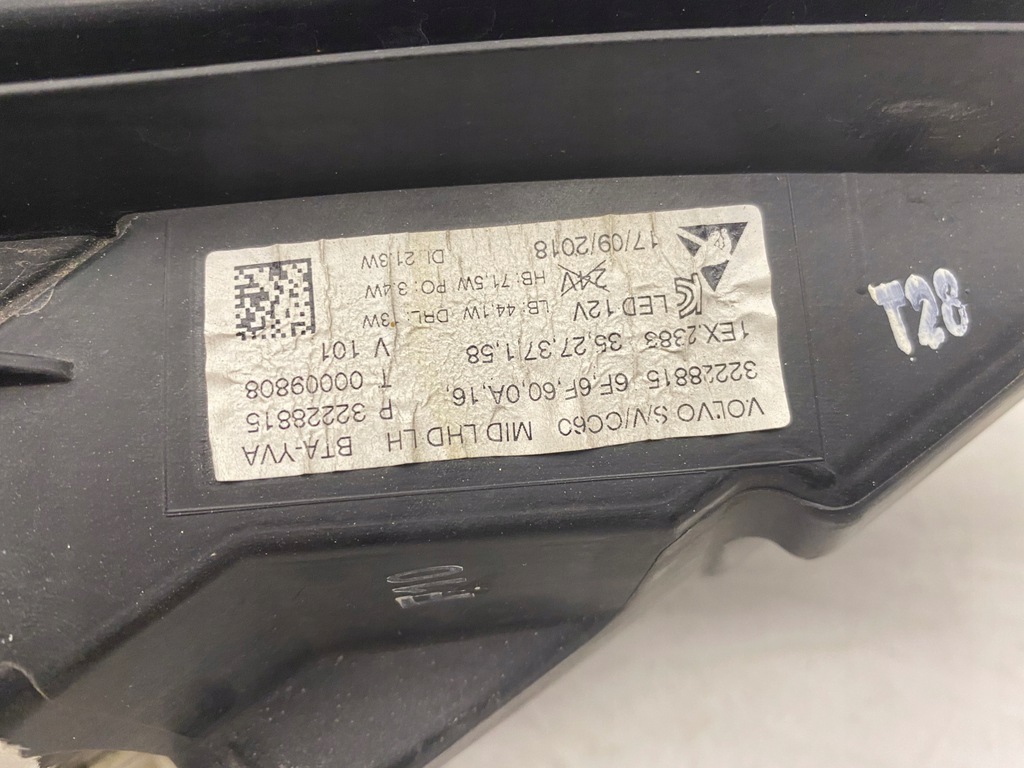 VOLVO S/V/CC60 MID LHD LH BTA-YVA
32228815 6F,6F,60,0A,16, P 32228815
1EX.2383 35,27,37,1,58 T 00009808
V 101
LED 12V 24V
LB: 44.1W DRL: 13W
HB: 71.5W PO: 3.4W
17/09/2018 DI 21.3W
T28